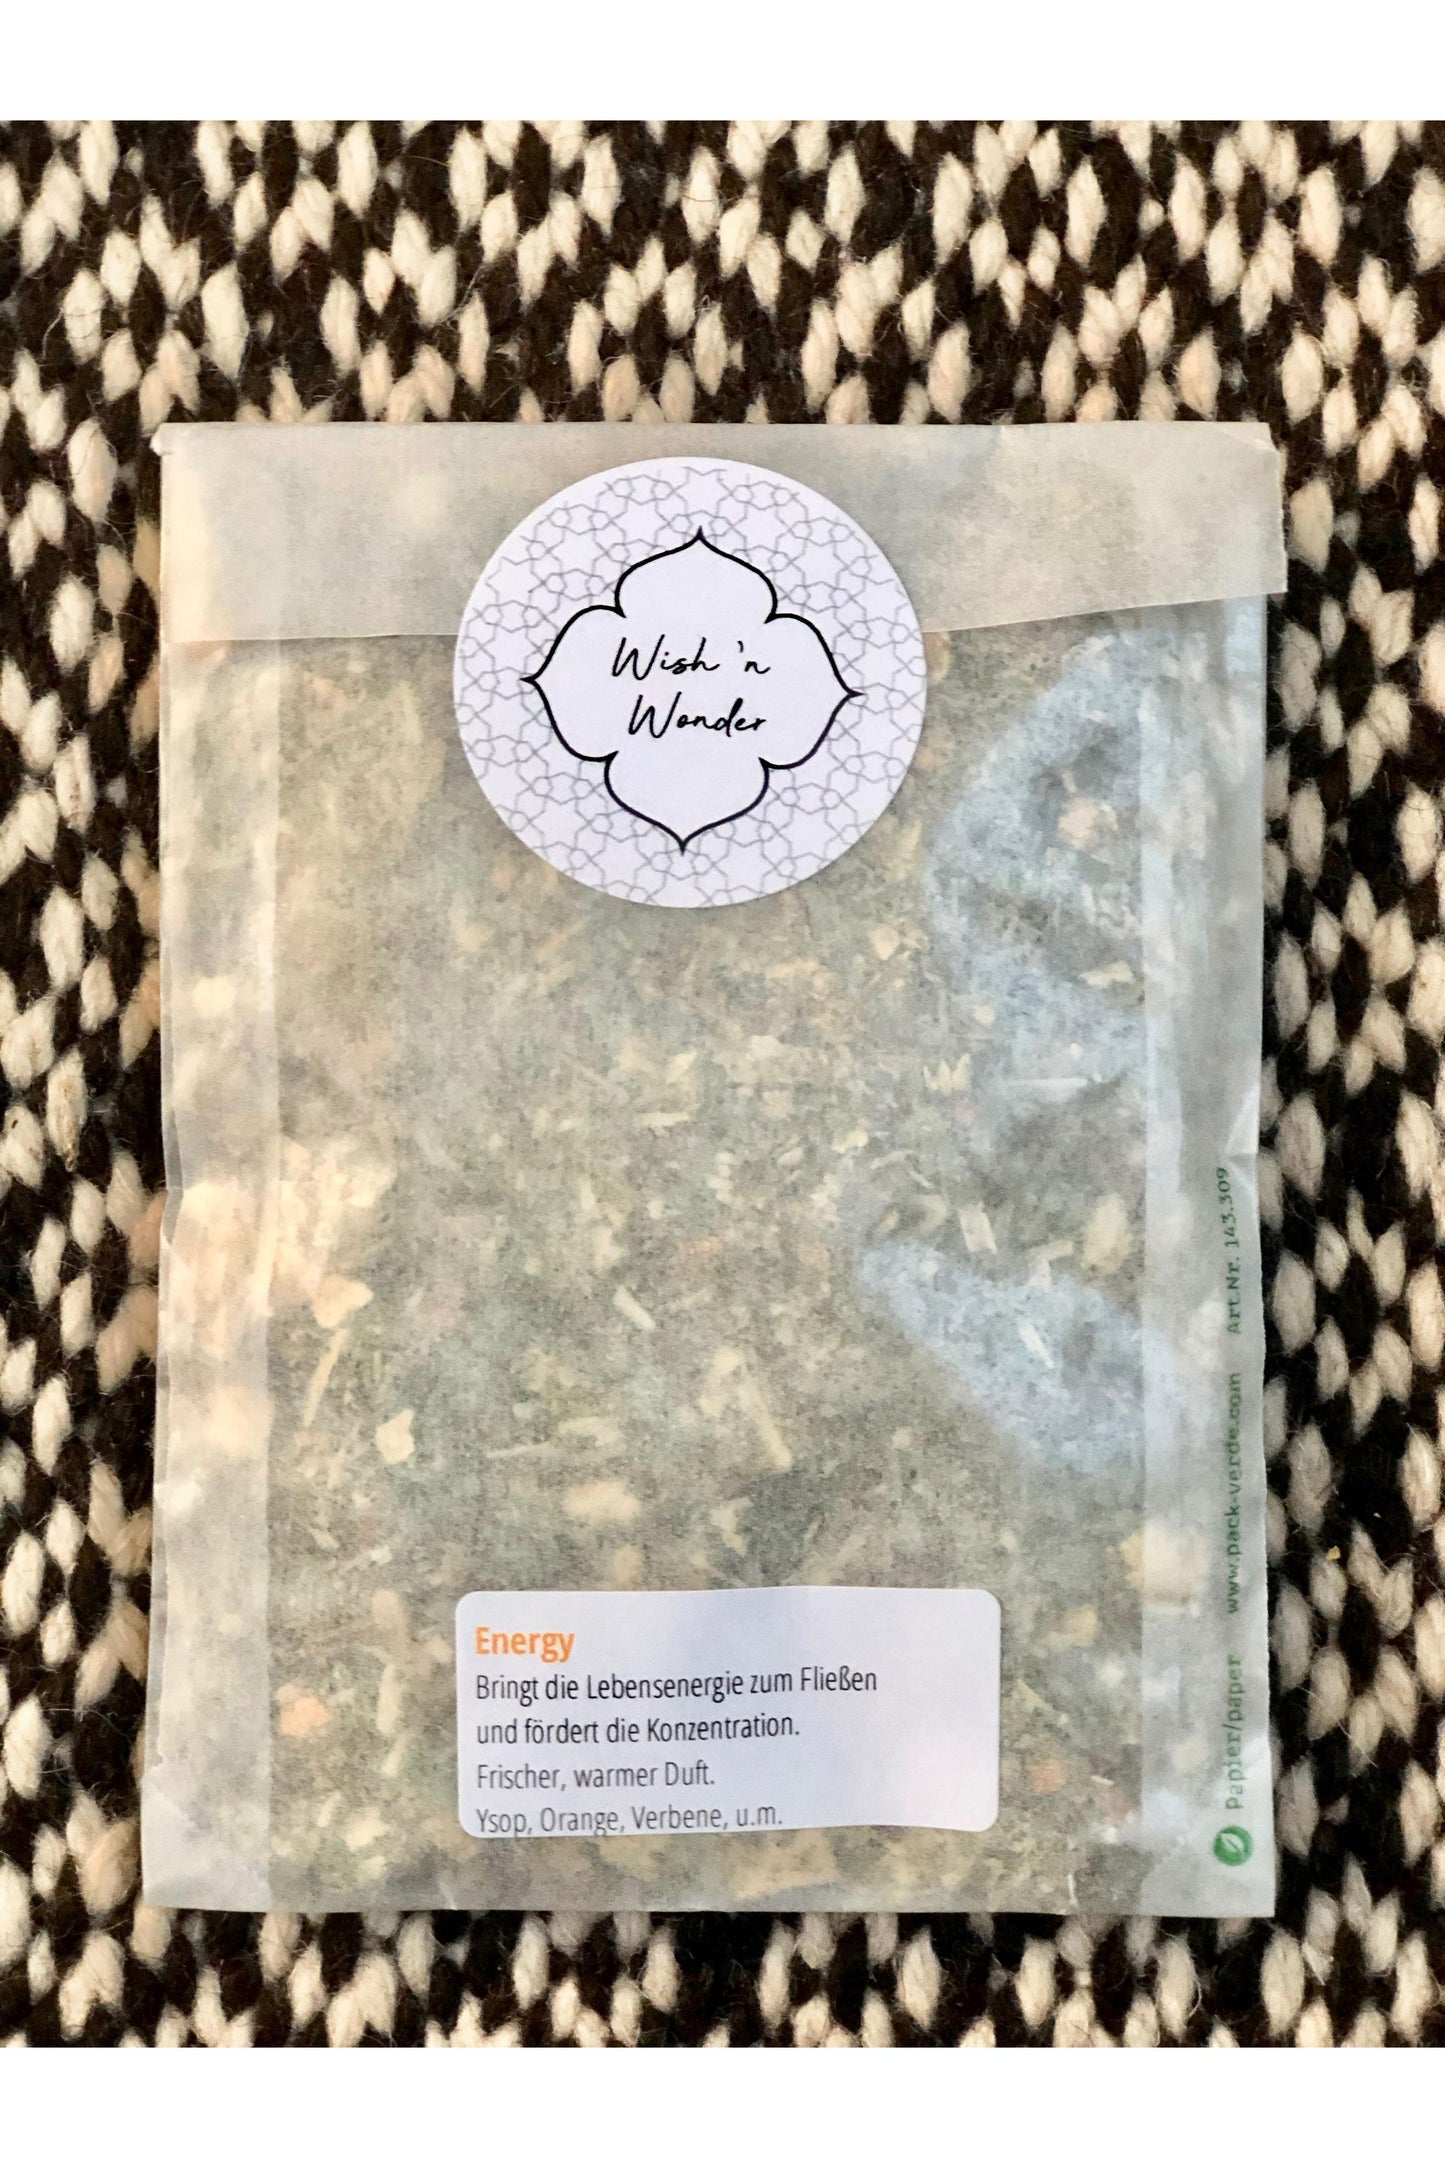 Wish 'n
Wonder
Energy
Bringt die Lebensenergie zum Fließen
und fördert die Konzentration.
Frischer, warmer Duft.
Ysop, Orange, Verbene, u.m.
Papier/paper www.pack-verde.com Art.Nr. 143.309